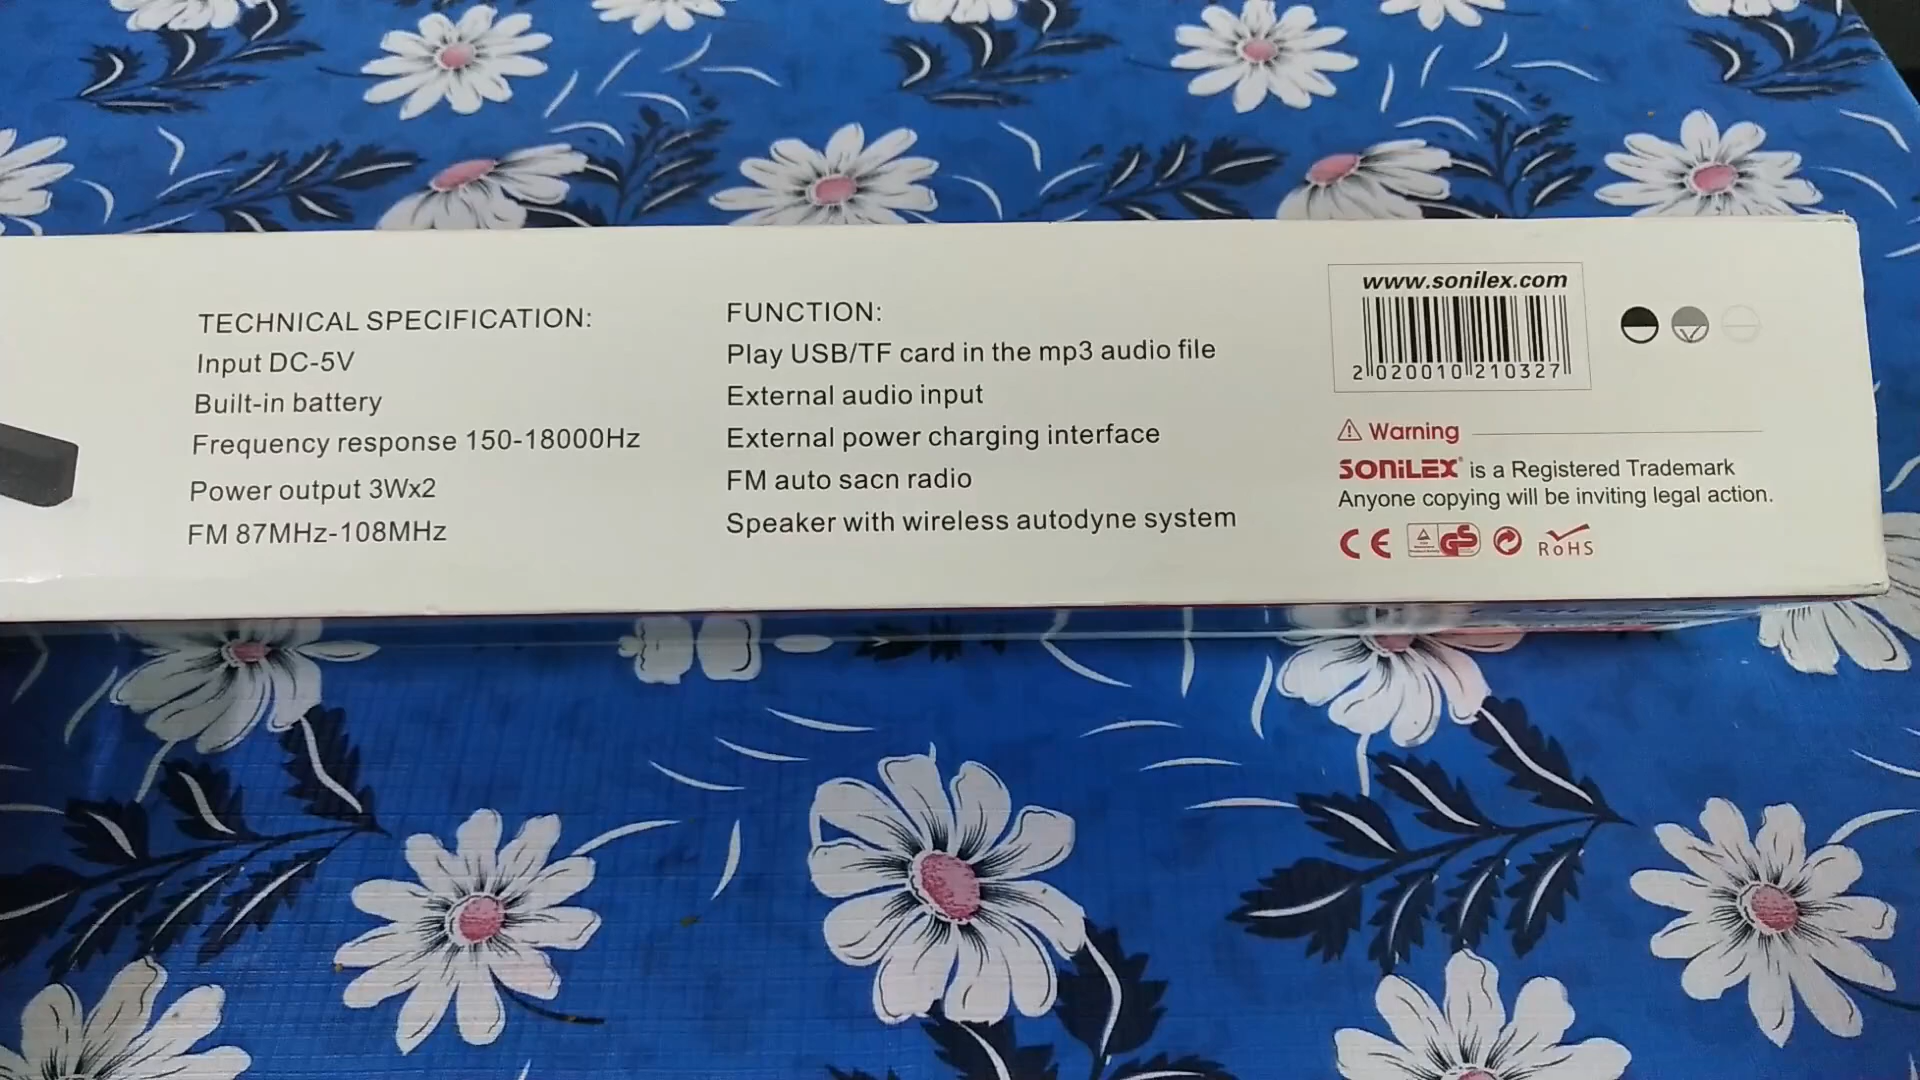 TECHNICAL SPECIFICATION:
Input DC-5V
Built-in battery
Frequency response 150-18000Hz
Power output 3Wx2
FM 87MHz-108MHz
FUNCTION:
Play USB/TF card in the mp3 audio file
External audio input
External power charging interface
FM auto sacn radio
Speaker with wireless autodyne system
www.sonilex.com
2 020010 210327
Warning
SONiLEX® is a Registered Trademark
Anyone copying will be inviting legal action.
CE GS RoHS